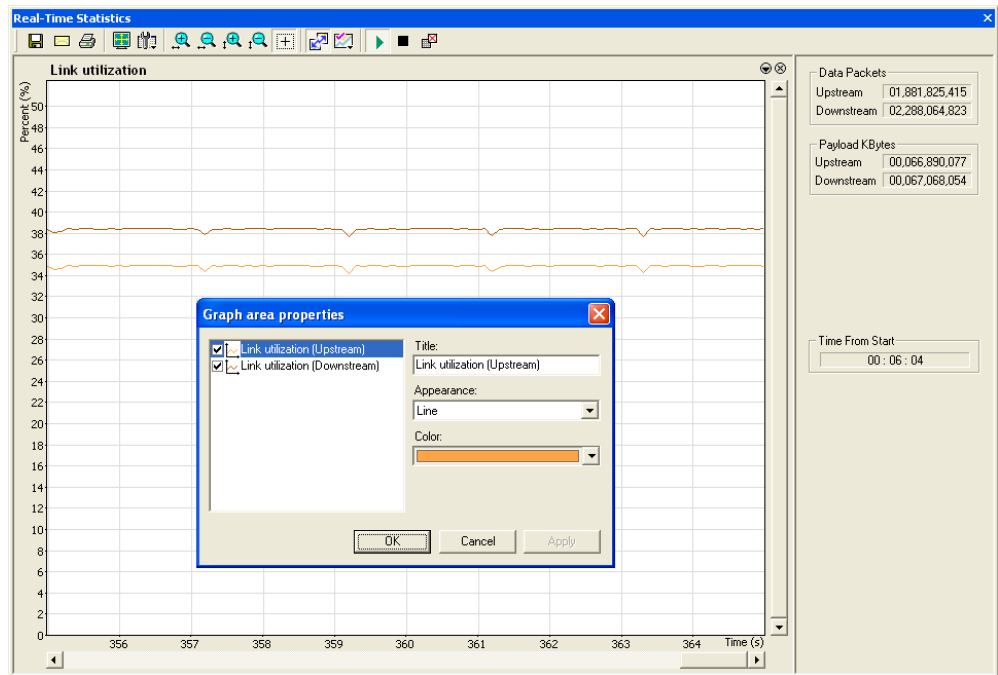 Real-Time Statistics
Link utilization
Percent (%)
50
48
46
44
42
40
38
36
34
32
30
28
26
24
22
20
18
16
14
12
10
8
6
4
2
0
356 357 358 359 360 361 362 363 364 Time (s)
Graph area properties
Link utilization (Upstream)
Link utilization (Downstream)
Title:
Link utilization (Upstream)
Appearance:
Line
Color:
OK Cancel Apply
Data Packets
Upstream 01,881,825,415
Downstream 02,288,064,823
Payload KBytes
Upstream 00,066,890,077
Downstream 00,067,068,054
Time From Start
00 : 06 : 04